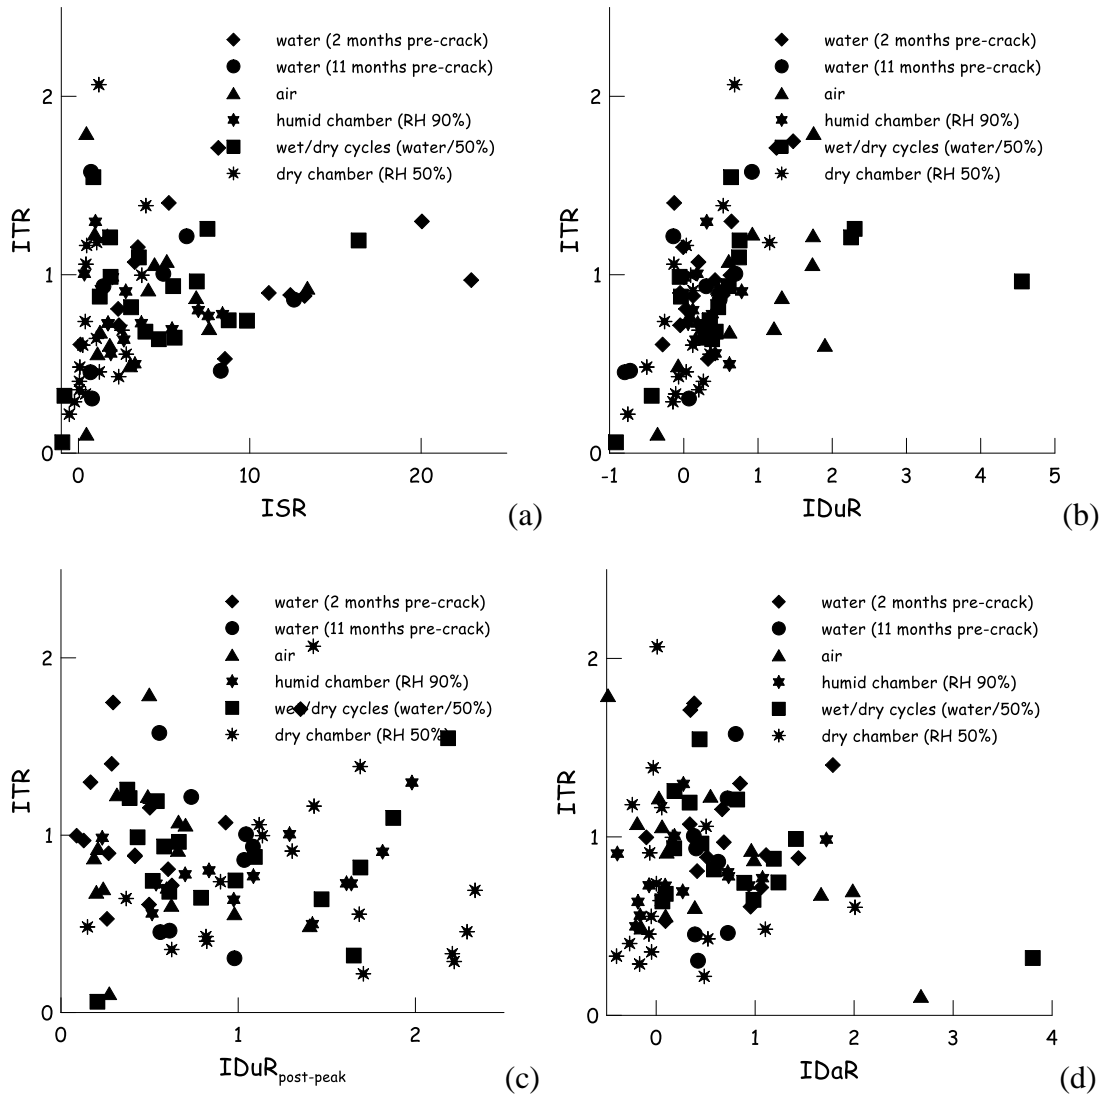 water (2 months pre-crack)
water (11 months pre-crack)
air
humid chamber (RH 90%)
wet/dry cycles (water/50%)
dry chamber (RH 50%)
2
1
0
ITR
0 10 20
ISR
(a)
water (2 months pre-crack)
water (11 months pre-crack)
air
humid chamber (RH 90%)
wet/dry cycles (water/50%)
dry chamber (RH 50%)
2
1
0
ITR
-1 0 1 2 3 4 5
IDuR
(b)
water (2 months pre-crack)
water (11 months pre-crack)
air
humid chamber (RH 90%)
wet/dry cycles (water/50%)
dry chamber (RH 50%)
2
1
0
ITR
0 1 2
IDuR post-peak
(c)
water (2 months pre-crack)
water (11 months pre-crack)
air
humid chamber (RH 90%)
wet/dry cycles (water/50%)
dry chamber (RH 50%)
2
1
0
ITR
0 1 2 3 4
IDaR
(d)